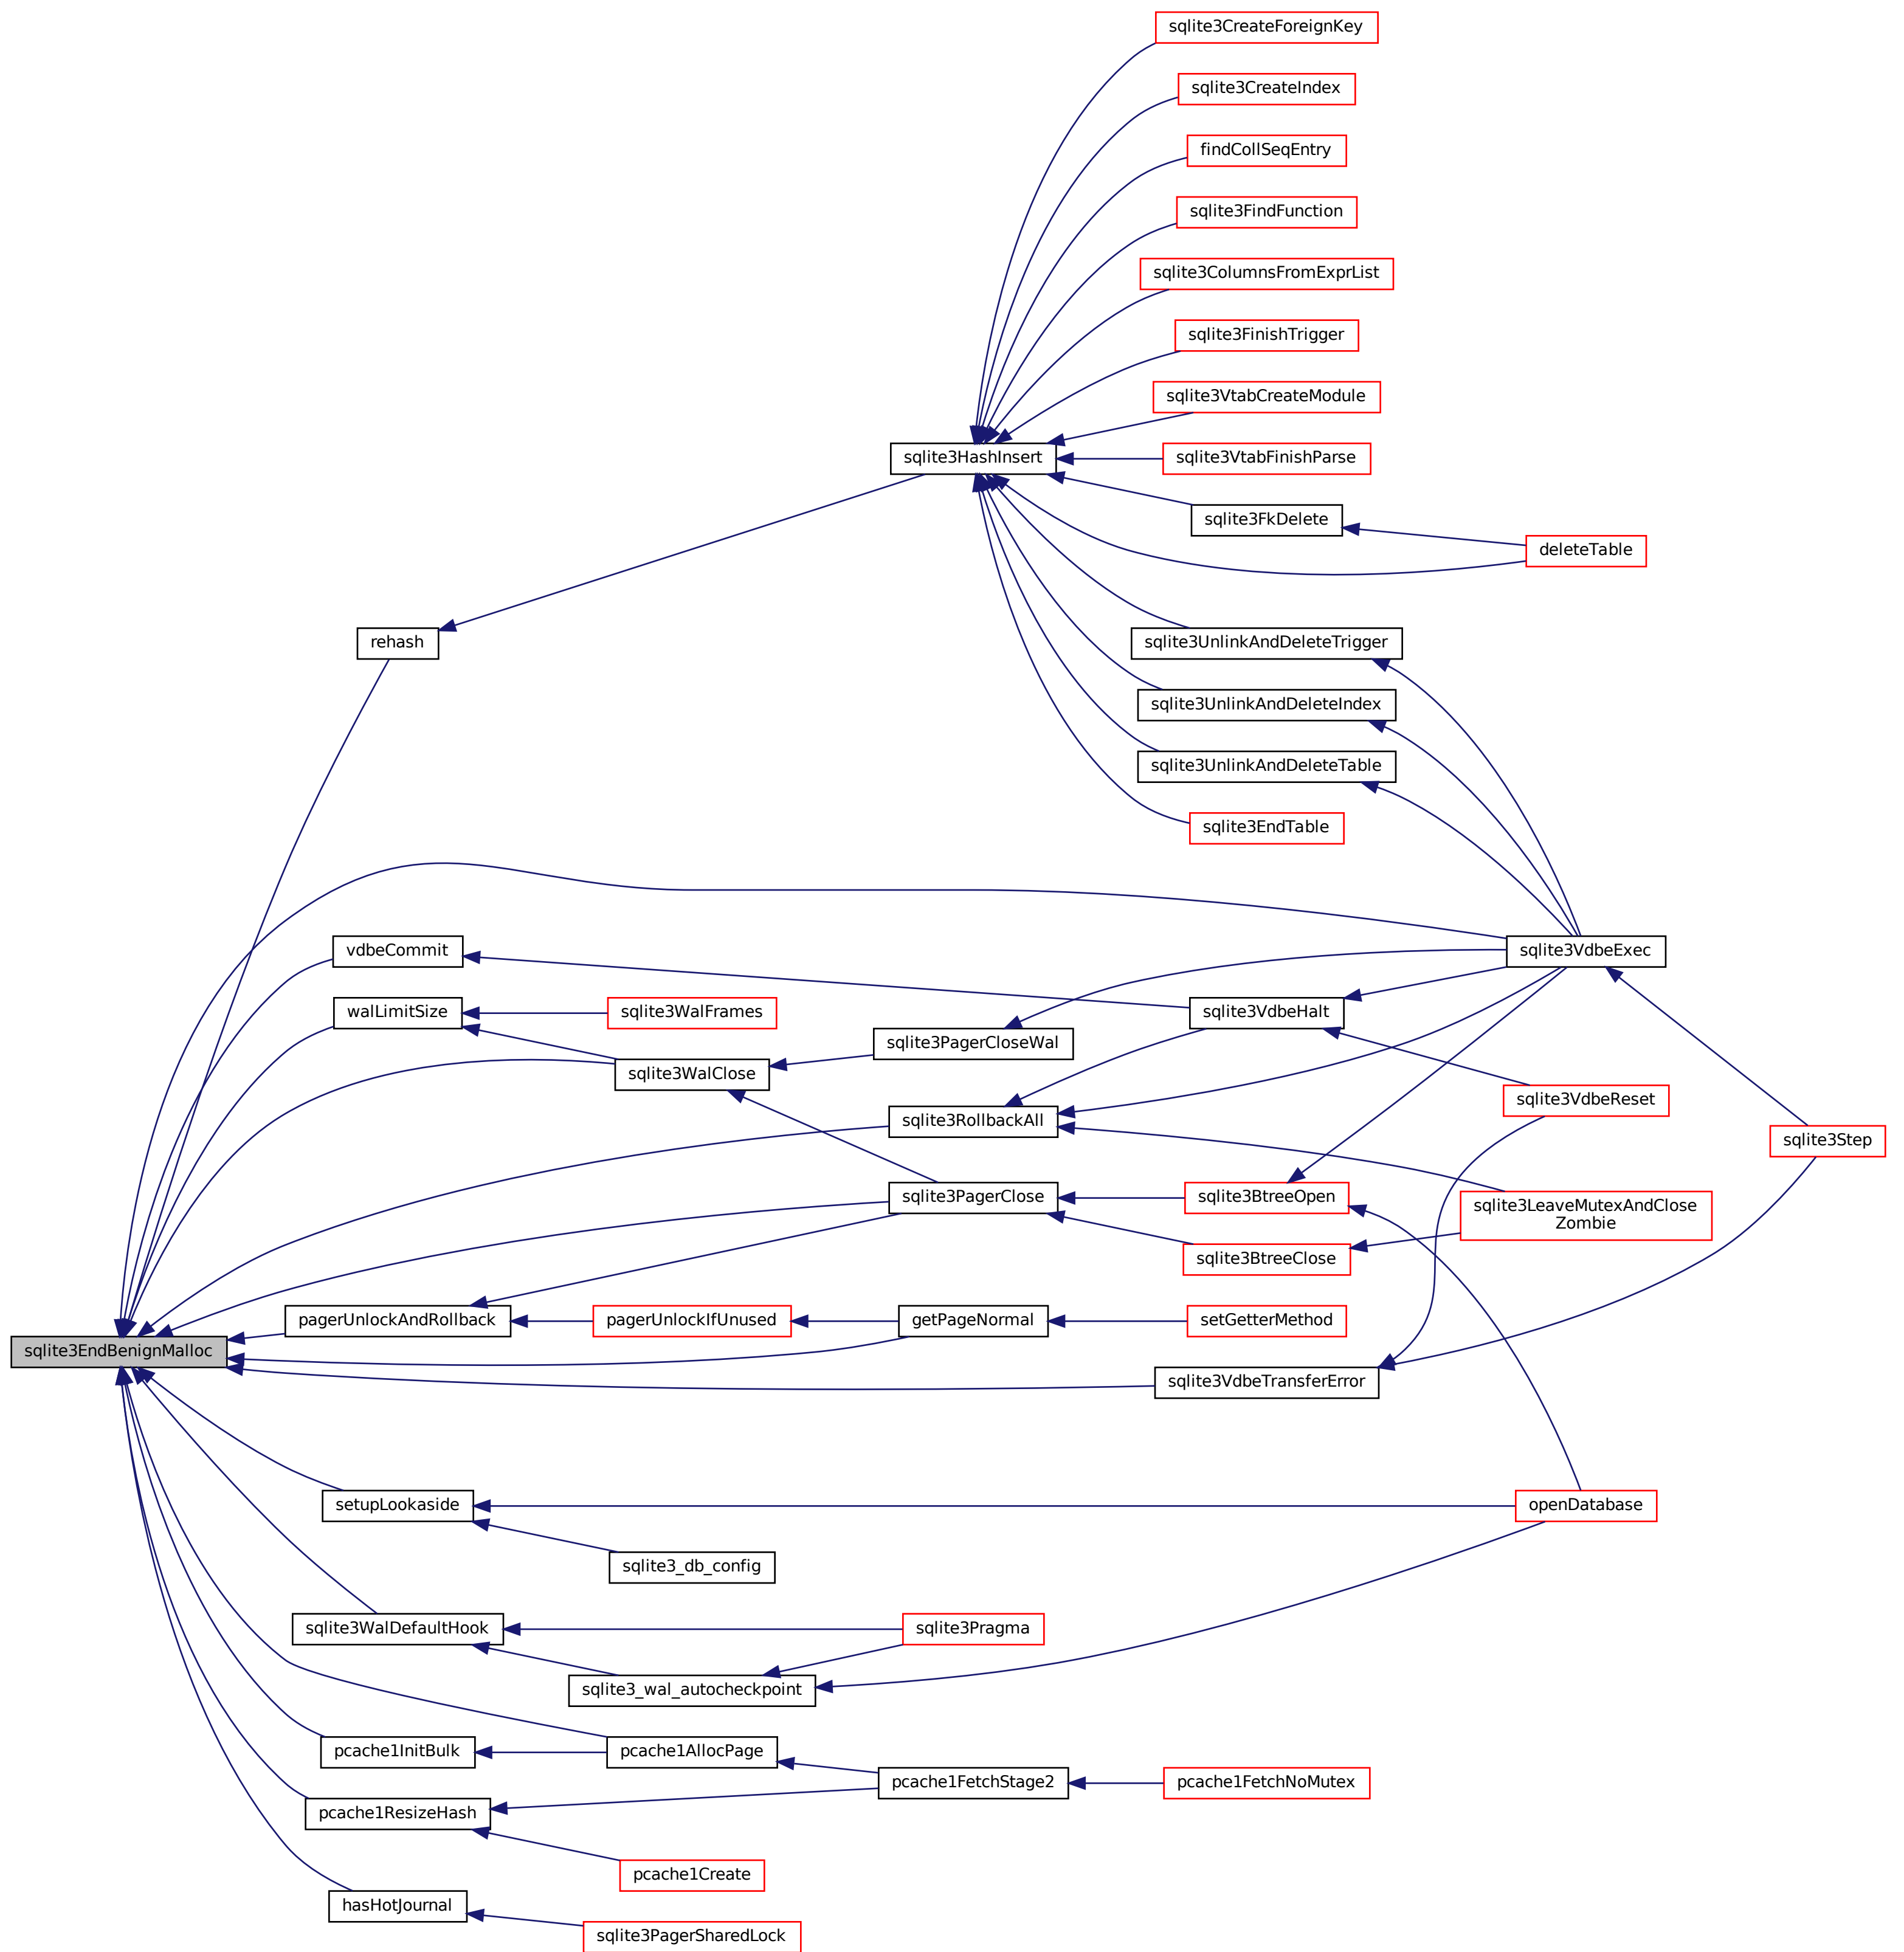 sqlite3CreateForeignKey
sqlite3CreateIndex
findCollSeqEntry
sqlite3FindFunction
sqlite3ColumnsFromExprList
sqlite3FinishTrigger
sqlite3VtabCreateModule
sqlite3HashInsert
sqlite3VtabFinishParse
sqlite3FkDelete
deleteTable
rehash
sqlite3UnlinkAndDeleteTrigger
sqlite3UnlinkAndDeleteIndex
sqlite3UnlinkAndDeleteTable
sqlite3EndTable
vdbeCommit
sqlite3VdbeExec
walLimitSize
sqlite3WalFrames
sqlite3VdbeHalt
sqlite3PagerCloseWal
sqlite3WalClose
sqlite3VdbeReset
sqlite3RollbackAll
sqlite3Step
sqlite3PagerClose
sqlite3BtreeOpen
sqlite3LeaveMutexAndClose
Zombie
sqlite3BtreeClose
pagerUnlockAndRollback
pagerUnlockIfUnused
getPageNormal
setGetterMethod
sqlite3EndBenignMalloc
sqlite3VdbeTransferError
setupLookaside
openDatabase
sqlite3_db_config
sqlite3WalDefaultHook
sqlite3Pragma
sqlite3_wal_autocheckpoint
pcache1InitBulk
pcache1AllocPage
pcache1FetchStage2
pcache1FetchNoMutex
pcache1ResizeHash
pcache1Create
hasHotJournal
sqlite3PagerSharedLock